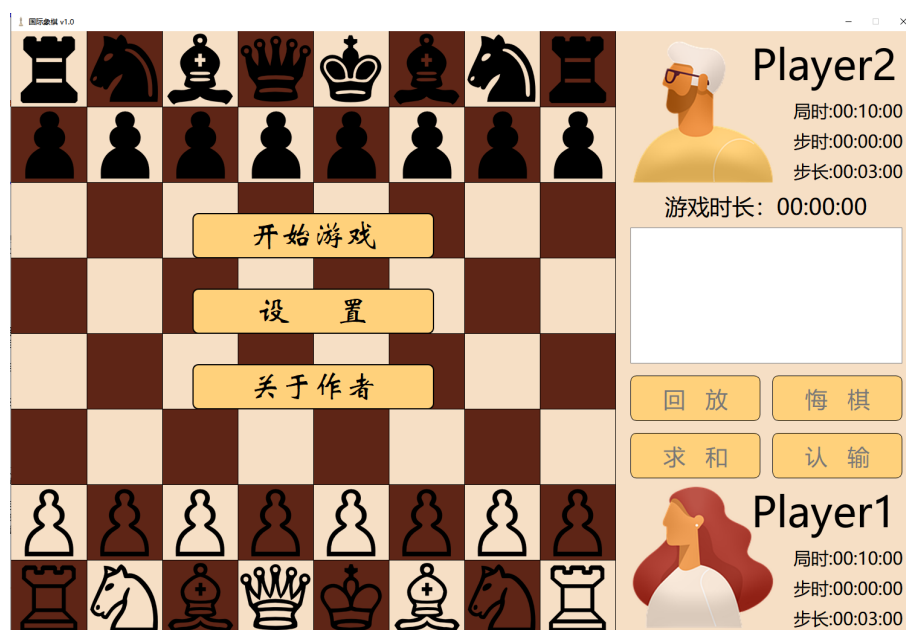 国际象棋 v1.0
Player2
局时:00:10:00
步时:00:00:00
步长:00:03:00
游戏时长：00:00:00
开始游戏
设 置
关于作者
回 放
悔 棋
求 和
认 输
Player1
局时:00:10:00
步时:00:00:00
步长:00:03:00